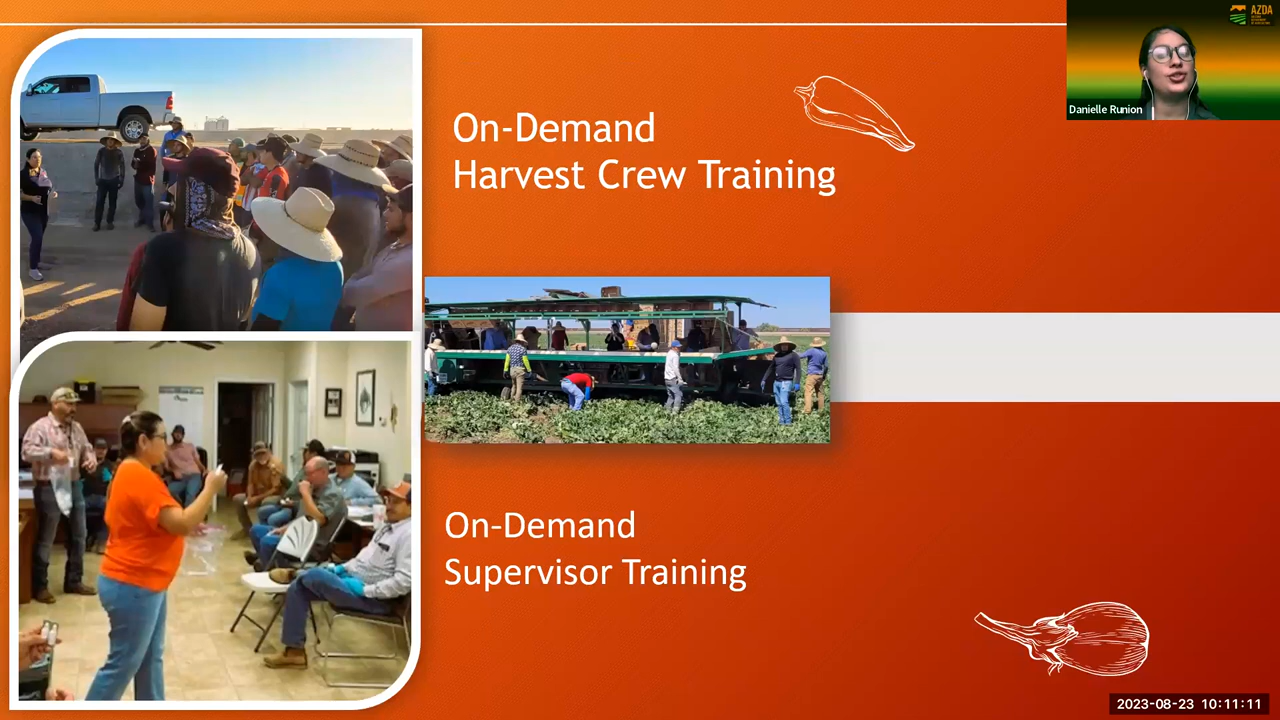 AZDA
Danielle Runion
On-Demand
Harvest Crew Training
On-Demand
Supervisor Training
2023-08-23 10:11:11